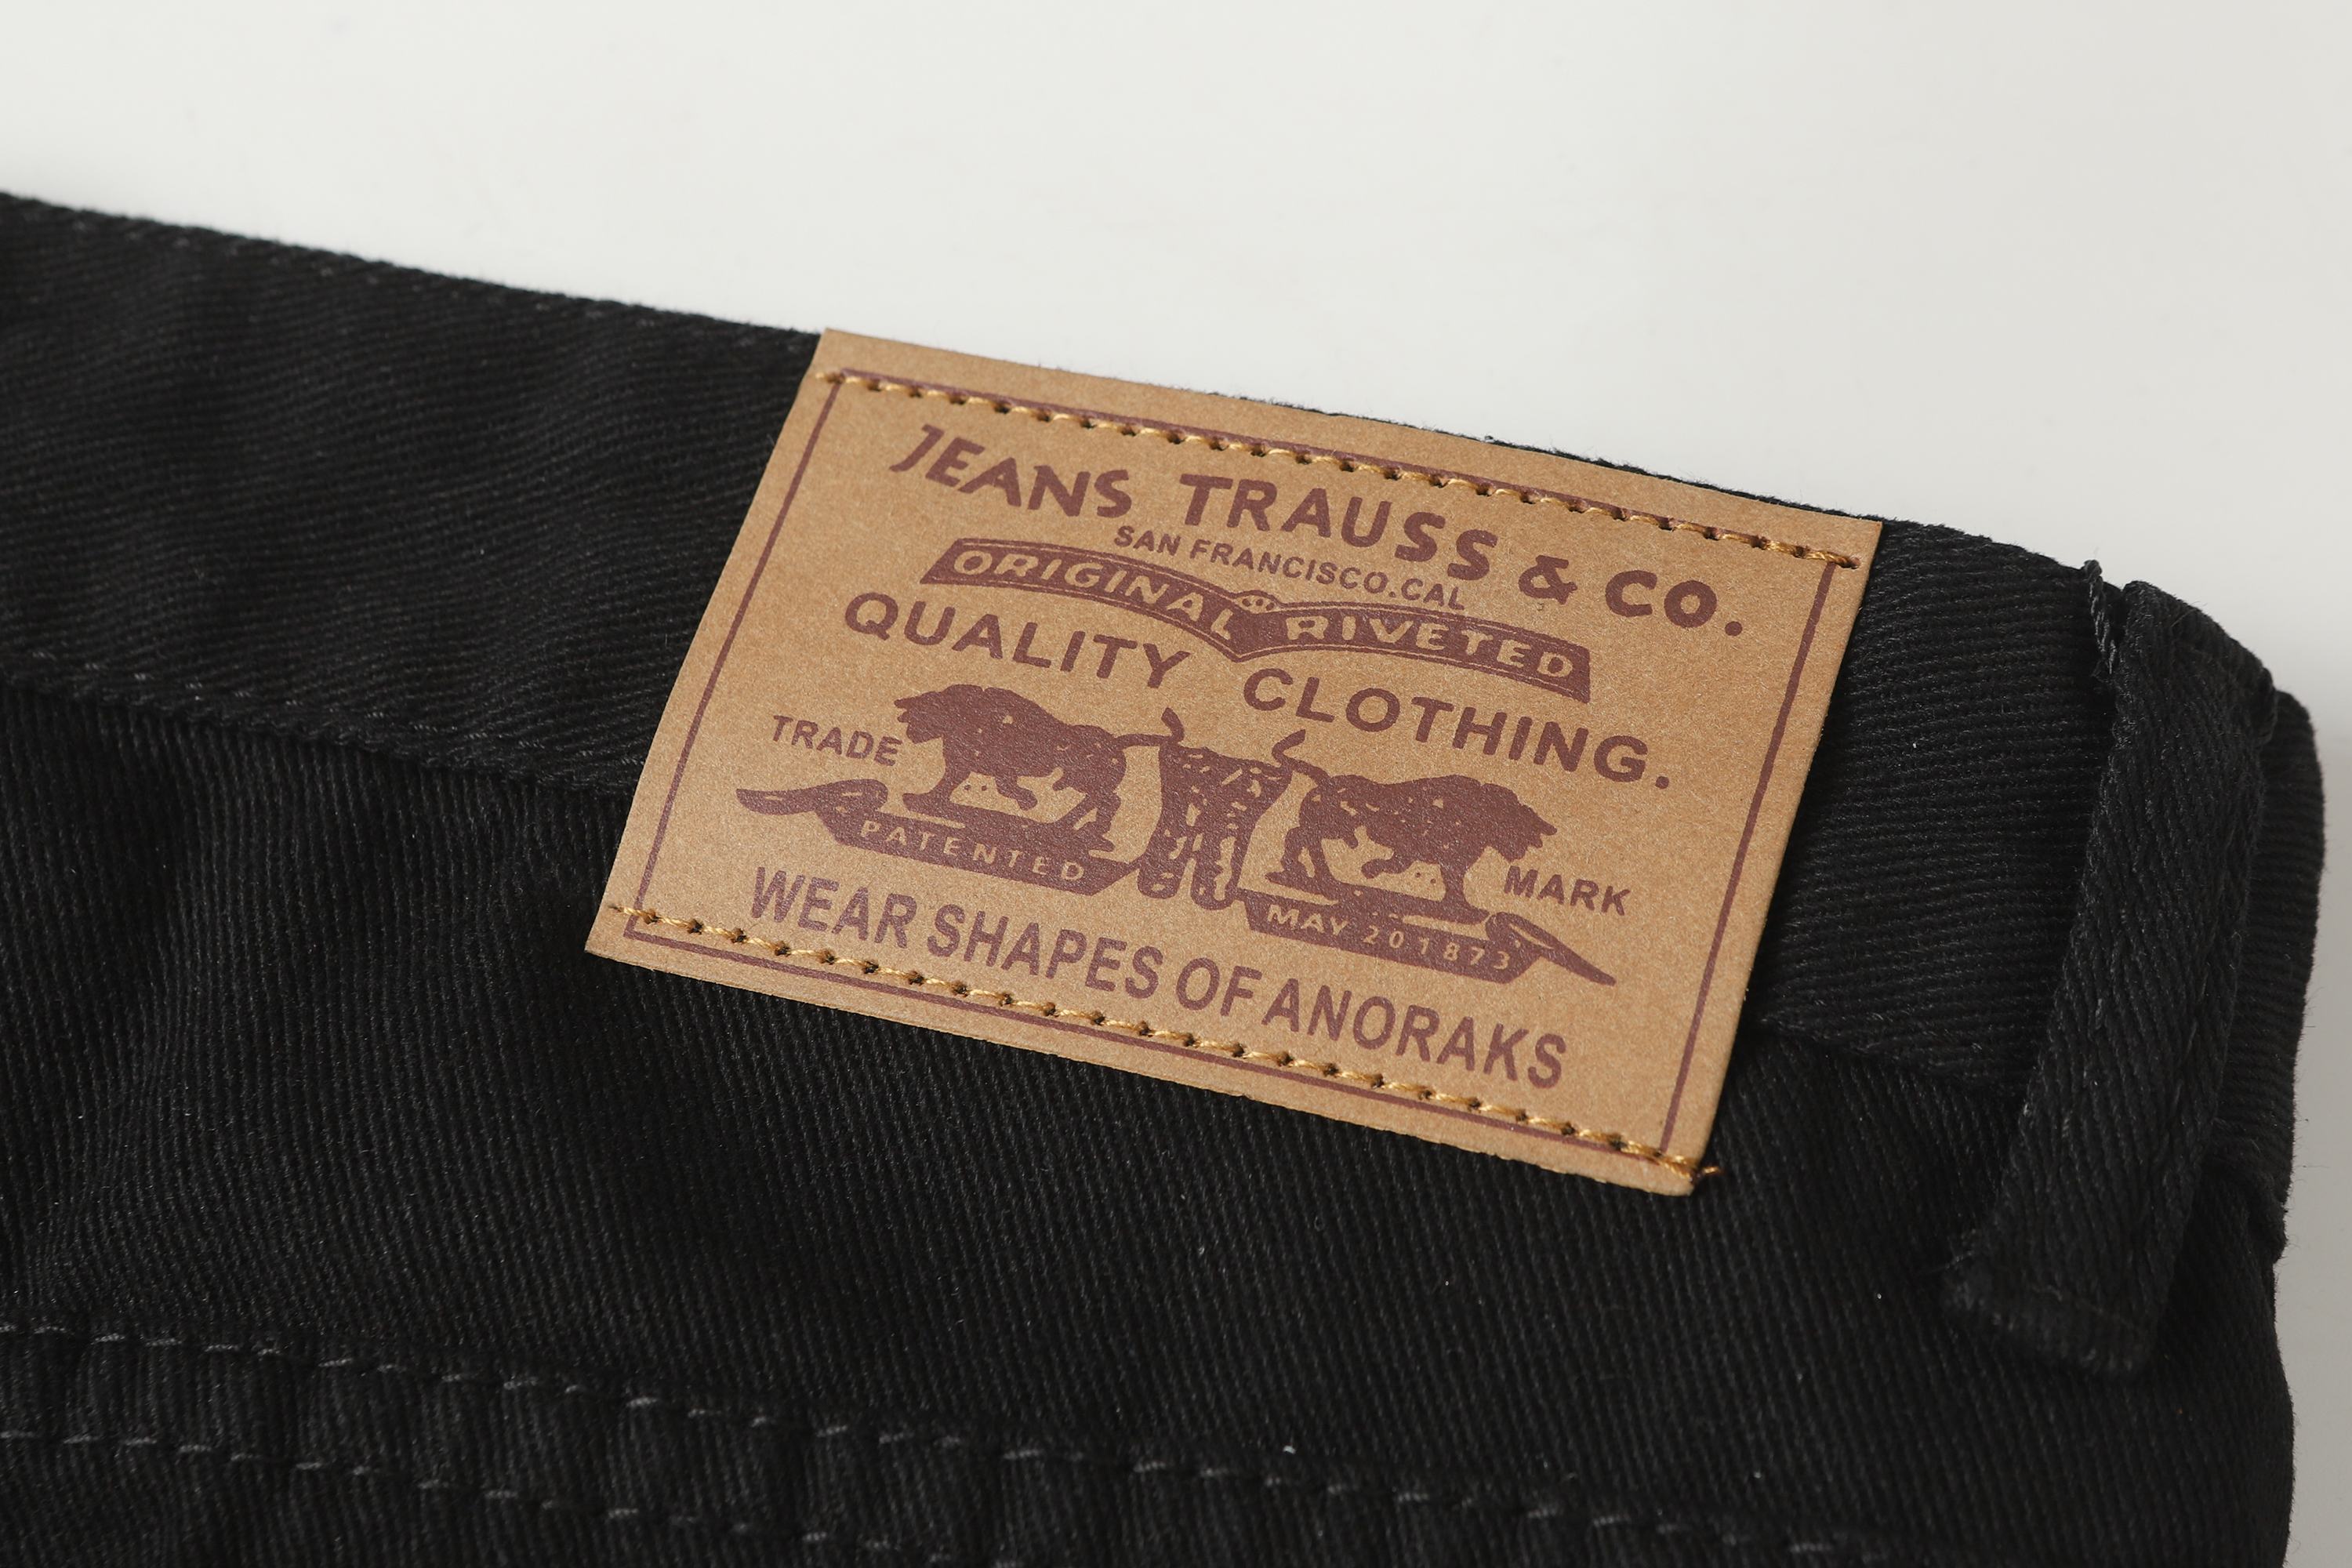 JEANS TRAUSS & CO.
SAN FRANCISCO.CAL
ORIGINAL RIVETED
QUALITY CLOTHING.
TRADE MARK
PATENTED MAY 201873
WEAR SHAPES OF ANORAKS